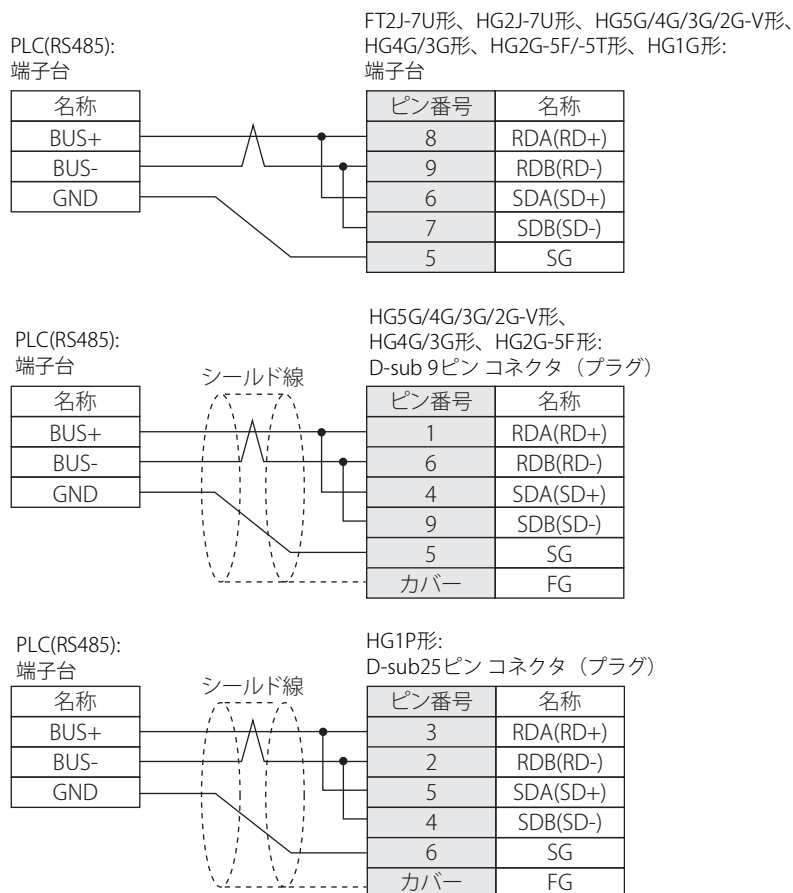 FT2J-7U形、HG2J-7U形、HG5G/4G/3G/2G-V形、
HG4G/3G形、HG2G-5F/-5T形、HG1G形:
端子台
PLC(RS485):
端子台
名称
BUS+
BUS-
GND
ピン番号 名称
8 RDA(RD+)
9 RDB(RD-)
6 SDA(SD+)
7 SDB(SD-)
5 SG
HG5G/4G/3G/2G-V形、
HG4G/3G形、HG2G-5F形:
D-sub 9ピン コネクタ（プラグ）
PLC(RS485):
端子台
シールド線
名称
BUS+
BUS-
GND
ピン番号 名称
1 RDA(RD+)
6 RDB(RD-)
4 SDA(SD+)
9 SDB(SD-)
5 SG
カバー FG
HG1P形:
D-sub25ピン コネクタ（プラグ）
PLC(RS485):
端子台
シールド線
名称
BUS+
BUS-
GND
ピン番号 名称
3 RDA(RD+)
2 RDB(RD-)
5 SDA(SD+)
4 SDB(SD-)
6 SG
カバー FG